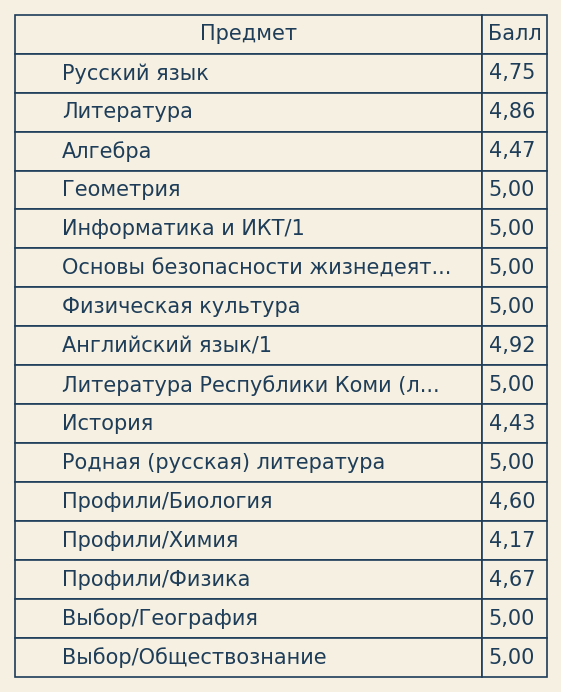 Предмет Балл
Русский язык 4,75
Литература 4,86
Алгебра 4,47
Геометрия 5,00
Информатика и ИКТ/1 5,00
Основы безопасности жизнедеят... 5,00
Физическая культура 5,00
Английский язык/1 4,92
Литература Республики Коми (л... 5,00
История 4,43
Родная (русская) литература 5,00
Профили/Биология 4,60
Профили/Химия 4,17
Профили/Физика 4,67
Выбор/География 5,00
Выбор/Обществознание 5,00